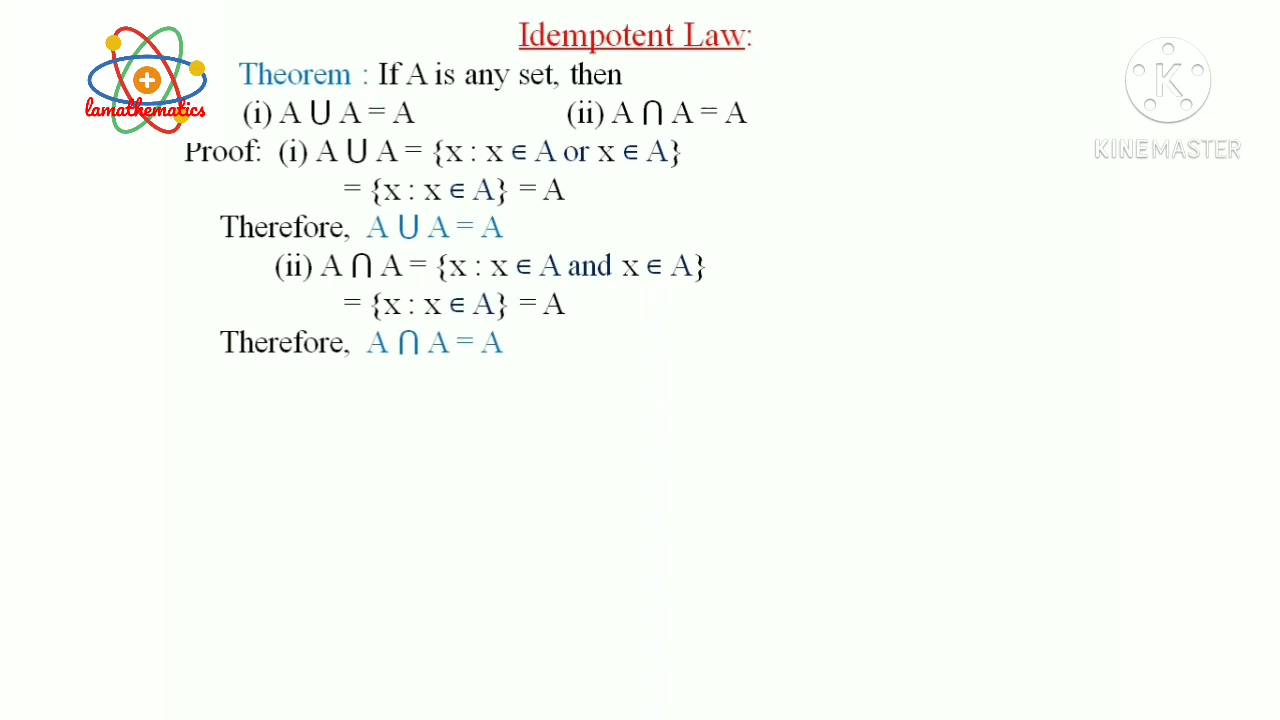 Idempotent Law:
Theorem : If A is any set, then
(i) A ⋃ A = A (ii) A ⋂ A = A
Proof: (i) A ⋃ A = {x : x ∈ A or x ∈ A}
= {x : x ∈ A} = A
Therefore, A ⋃ A = A
(ii) A ⋂ A = {x : x ∈ A and x ∈ A}
= {x : x ∈ A} = A
Therefore, A ⋂ A = A
lamathematics
K
KINEMASTER